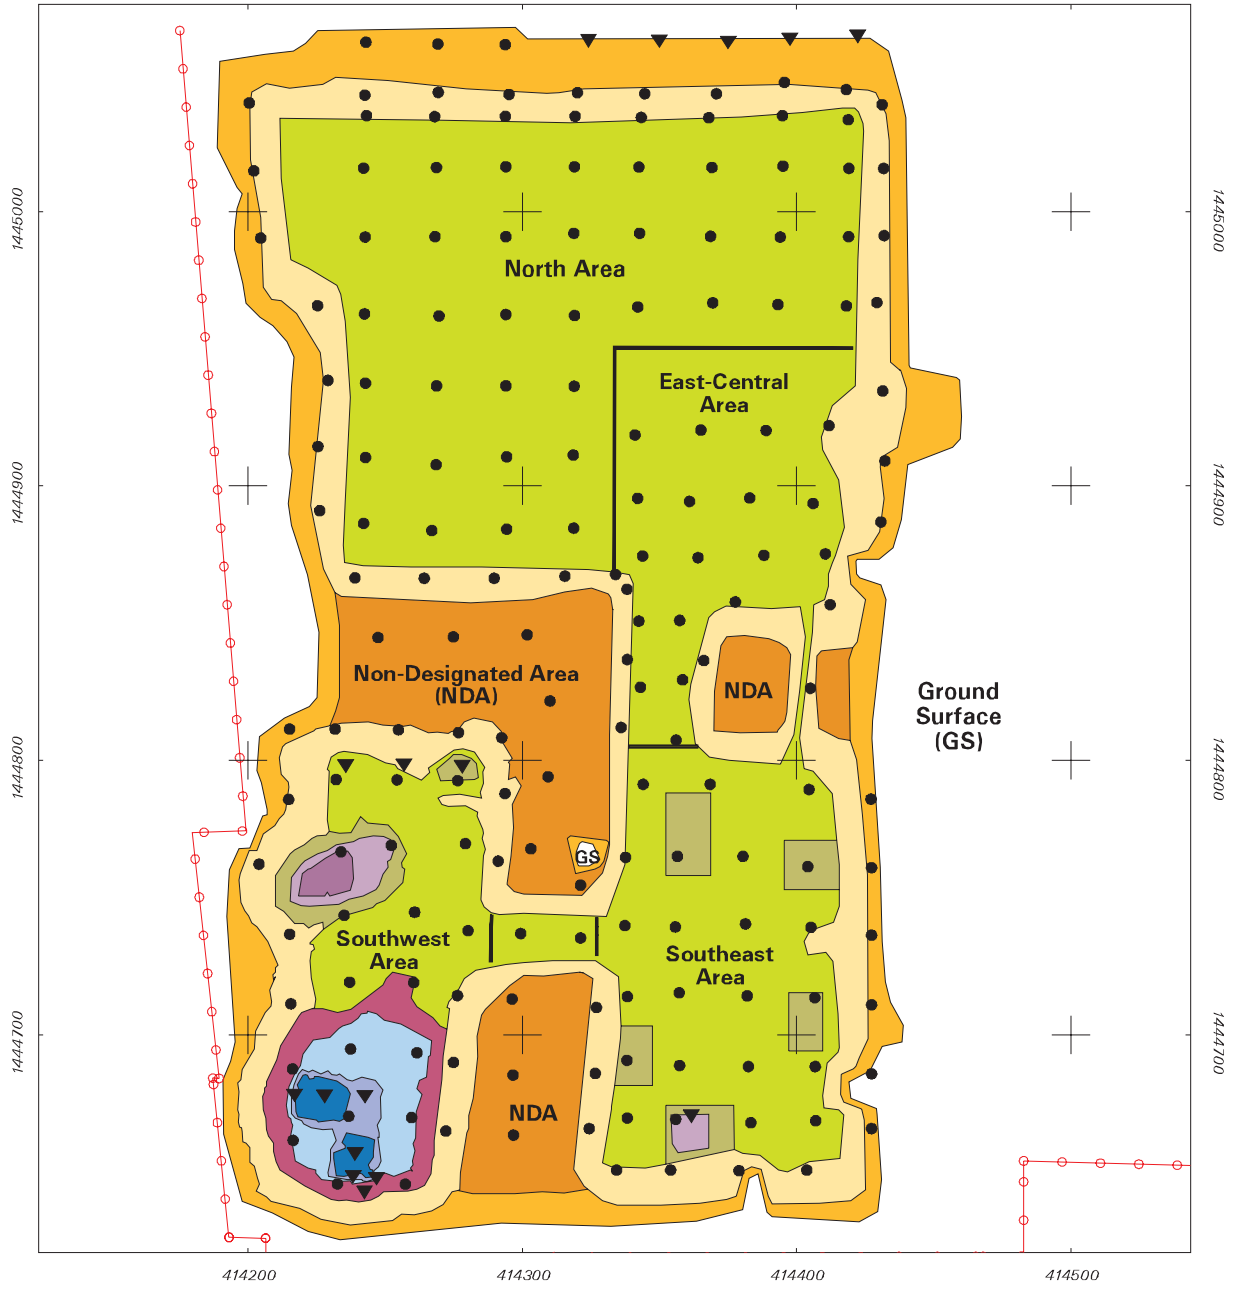 1445000
1445000
North Area
East-Central
Area
1444900
1444900
Non-Designated Area
(NDA)
NDA
Ground
Surface
(GS)
1444800
1444800
GS
Southwest
Area
Southeast
Area
1444700
1444700
NDA
414200
414300
414400
414500